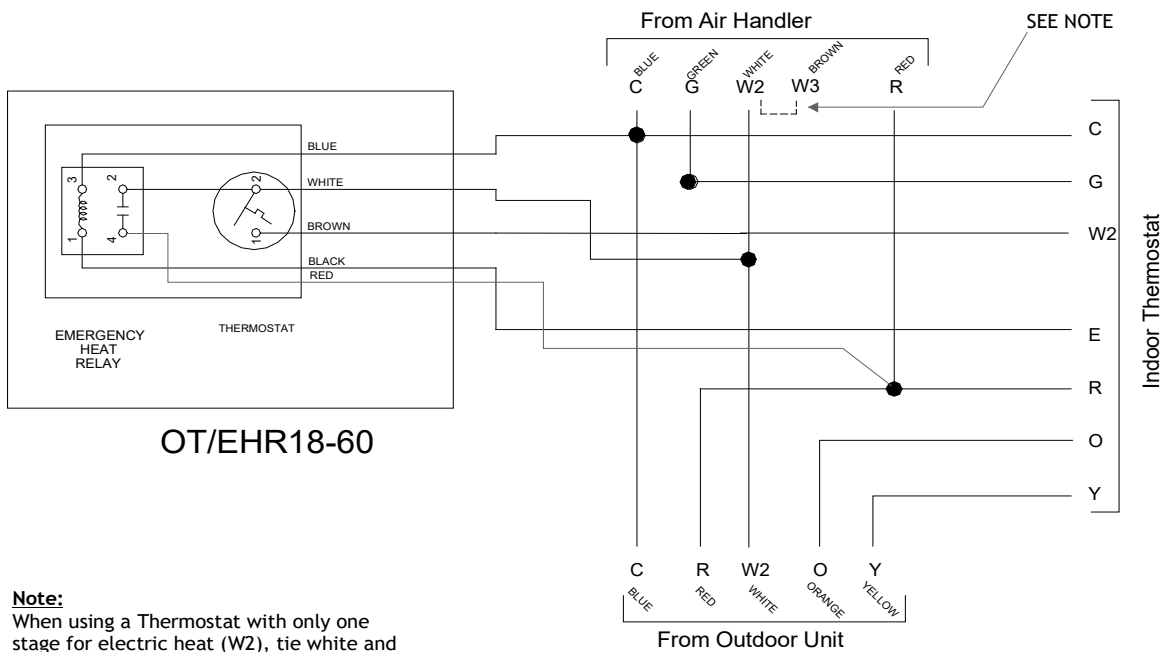 From Air Handler
SEE NOTE
BLUE
GREEN
WHITE
BROWN
RED
C
G
W2
W3
R
C
G
W2
E
R
O
Y
Indoor Thermostat
BLUE
WHITE
BROWN
BLACK
RED
3
2
1
4
2
1
EMERGENCY
HEAT
RELAY
THERMOSTAT
OT/EHR18-60
C
R
W2
O
Y
BLUE
RED
WHITE
ORANGE
YELLOW
From Outdoor Unit
Note:
When using a Thermostat with only one
stage for electric heat (W2), tie white and